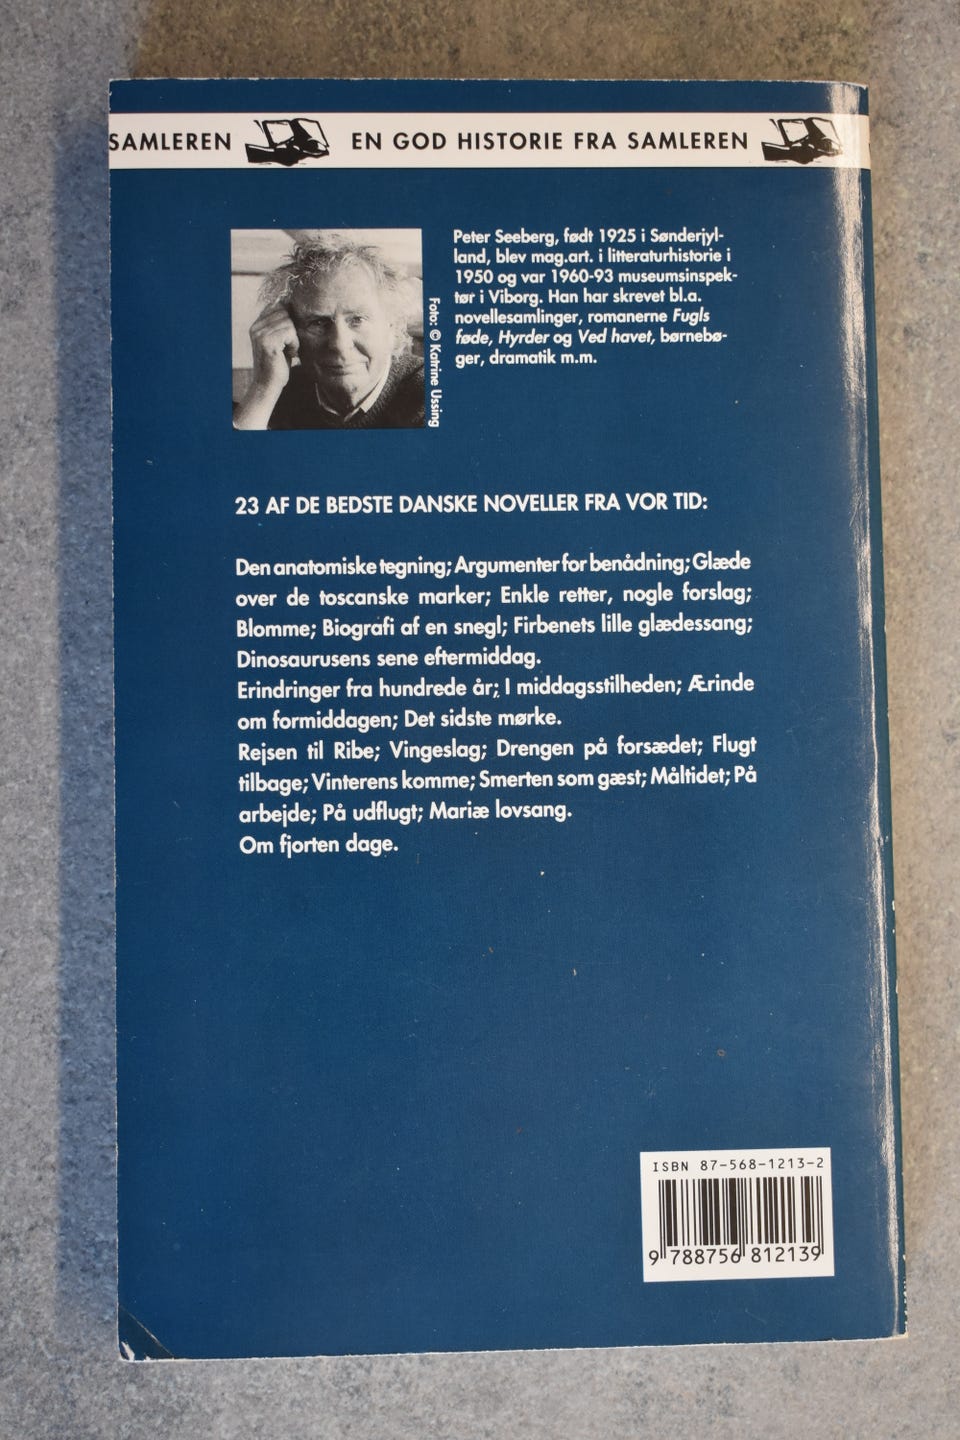 SAMLEREN EN GOD HISTORIE FRA SAMLEREN
Peter Seeberg, født 1925 i Sønderjyl-
land, blev mag.art. i litteraturhistorie i
1950 og var 1960-93 museumsinspek-
tør i Viborg. Han har skrevet bl.a.
novellesamlinger, romanerne Fugls
føde, Hyrder og Ved havet, børnebø-
ger, dramatik m.m.
Foto: © Katrine Ussing
23 AF DE BEDSTE DANSKE NOVELLER FRA VOR TID:
Den anatomiske tegning; Argumenter for benådning; Glæde
over de toscanske marker; Enkle retter, nogle forslag;
Blomme; Biografi af en snegl; Firbenets lille glædessang;
Dinosaurusens sene eftermiddag.
Erindringer fra hundrede år; I middagsstilheden; Ærinde
om formiddagen; Det sidste mørke.
Rejsen til Ribe; Vingeslag; Drengen på forsædet; Flugt
tilbage; Vinterens komme; Smerten som gæst; Måltidet; På
arbejde; På udflugt; Mariæ lovsang.
Om fjorten dage.
ISBN 87-568-1213-2
9 788756 812139